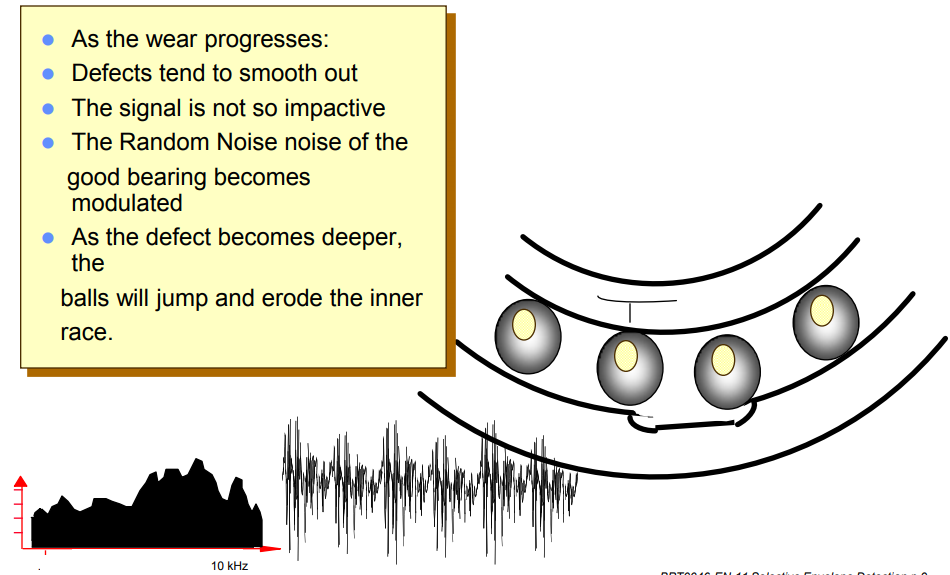 As the wear progresses:
Defects tend to smooth out
The signal is not so impactive
The Random Noise noise of the
good bearing becomes
modulated
As the defect becomes deeper,
the
balls will jump and erode the inner
race.
10 kHz